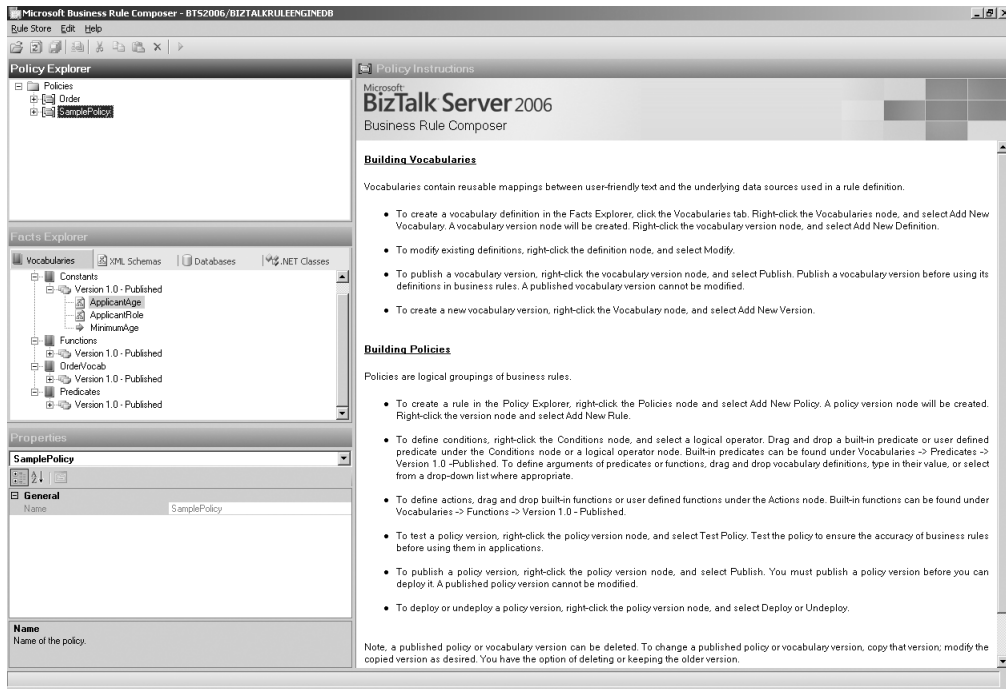 Microsoft Business Rule Composer - BTS2006/BIZTALKRULEENGINEDB
Rule Store Edit Help
Policy Explorer
Policies
Order
SamplePolicy
Facts Explorer
Vocabularies XML Schemas Databases .NET Classes
Constants
Version 1.0 - Published
ApplicantAge
ApplicantRole
MinimumAge
Functions
Version 1.0 - Published
OrderVocab
Version 1.0 - Published
Predicates
Version 1.0 - Published
Properties
SamplePolicy
General
Name SamplePolicy
Name
Name of the policy.
Policy Instructions
Microsoft
BizTalk Server 2006
Business Rule Composer
Building Vocabularies
Vocabularies contain reusable mappings between user-friendly text and the underlying data sources used in a rule definition.
• To create a vocabulary definition in the Facts Explorer, click the Vocabularies tab. Right-click the Vocabularies node, and select Add New
Vocabulary. A vocabulary version node will be created. Right-click the vocabulary version node, and select Add New Definition.
• To modify existing definitions, right-click the definition node, and select Modify.
• To publish a vocabulary version, right-click the vocabulary version node, and select Publish. Publish a vocabulary version before using its
definitions in business rules. A published vocabulary version cannot be modified.
• To create a new vocabulary version, right-click the Vocabulary node, and select Add New Version.
Building Policies
Policies are logical groupings of business rules.
• To create a rule in the Policy Explorer, right-click the Policies node and select Add New Policy. A policy version node will be created.
Right-click the version node and select Add New Rule.
• To define conditions, right-click the Conditions node, and select a logical operator. Drag and drop a built-in predicate or user defined
predicate under the Conditions node or a logical operator node. Built-in predicates can be found under Vocabularies -> Predicates ->
Version 1.0 -Published. To define arguments of predicates or functions, drag and drop vocabulary definitions, type in their value, or select
from a drop-down list where appropriate.
• To define actions, drag and drop built-in functions or user defined functions under the Actions node. Built-in functions can be found under
Vocabularies -> Functions -> Version 1.0 - Published.
• To test a policy version, right-click the policy version node, and select Test Policy. Test the policy to ensure the accuracy of business rules
before using them in applications.
• To publish a policy version, right-click the policy version node, and select Publish. You must publish a policy version before you can
deploy it. A published policy version cannot be modified.
• To deploy or undeploy a policy version, right-click the policy version node, and select Deploy or Undeploy.
Note, a published policy or vocabulary version can be deleted. To change a published policy or vocabulary version, copy that version; modify the
copied version as desired. You have the option of deleting or keeping the older version.